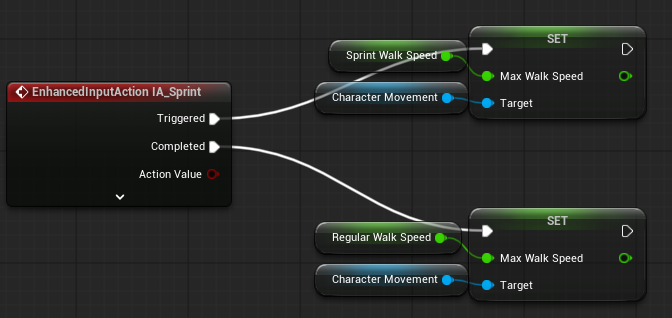 EnhancedInputAction IA_Sprint
Triggered
Completed
Action Value
Sprint Walk Speed
Character Movement
SET
Max Walk Speed
Target
Regular Walk Speed
Character Movement
SET
Max Walk Speed
Target